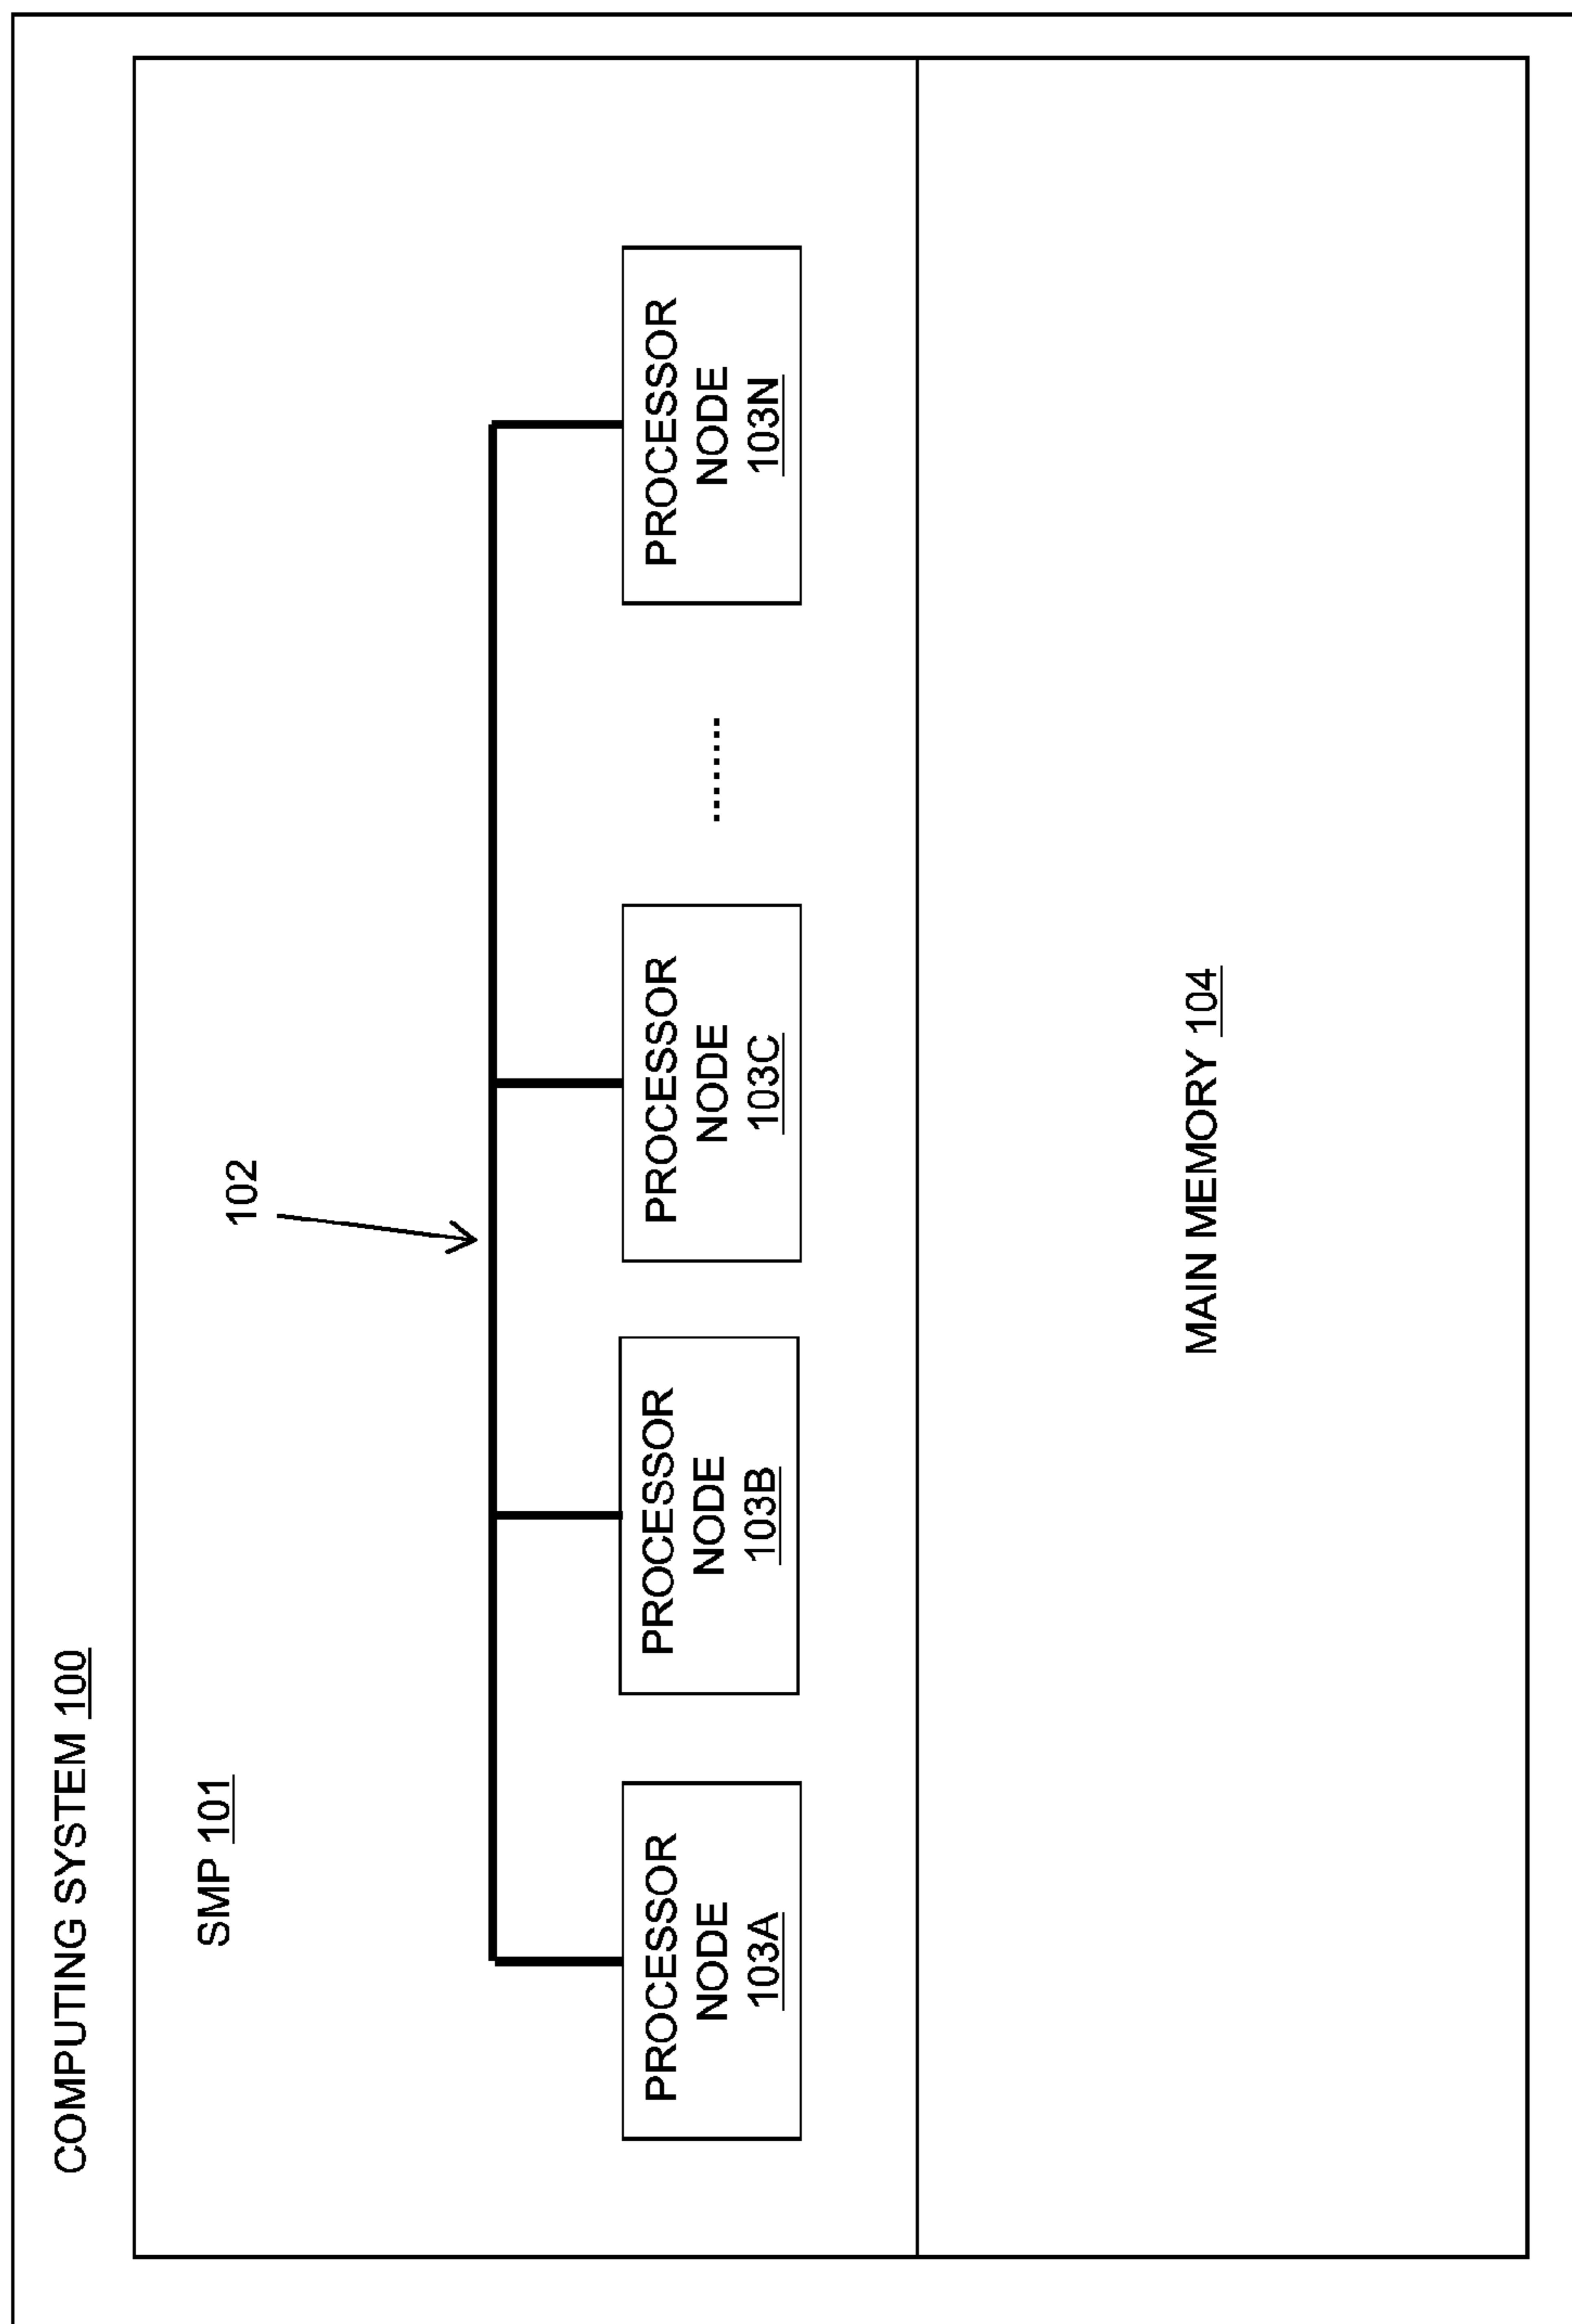 COMPUTING SYSTEM 100
SMP 101
102
PROCESSOR
NODE
103A
PROCESSOR
NODE
103B
PROCESSOR
NODE
103C
........
PROCESSOR
NODE
103N
MAIN MEMORY 104